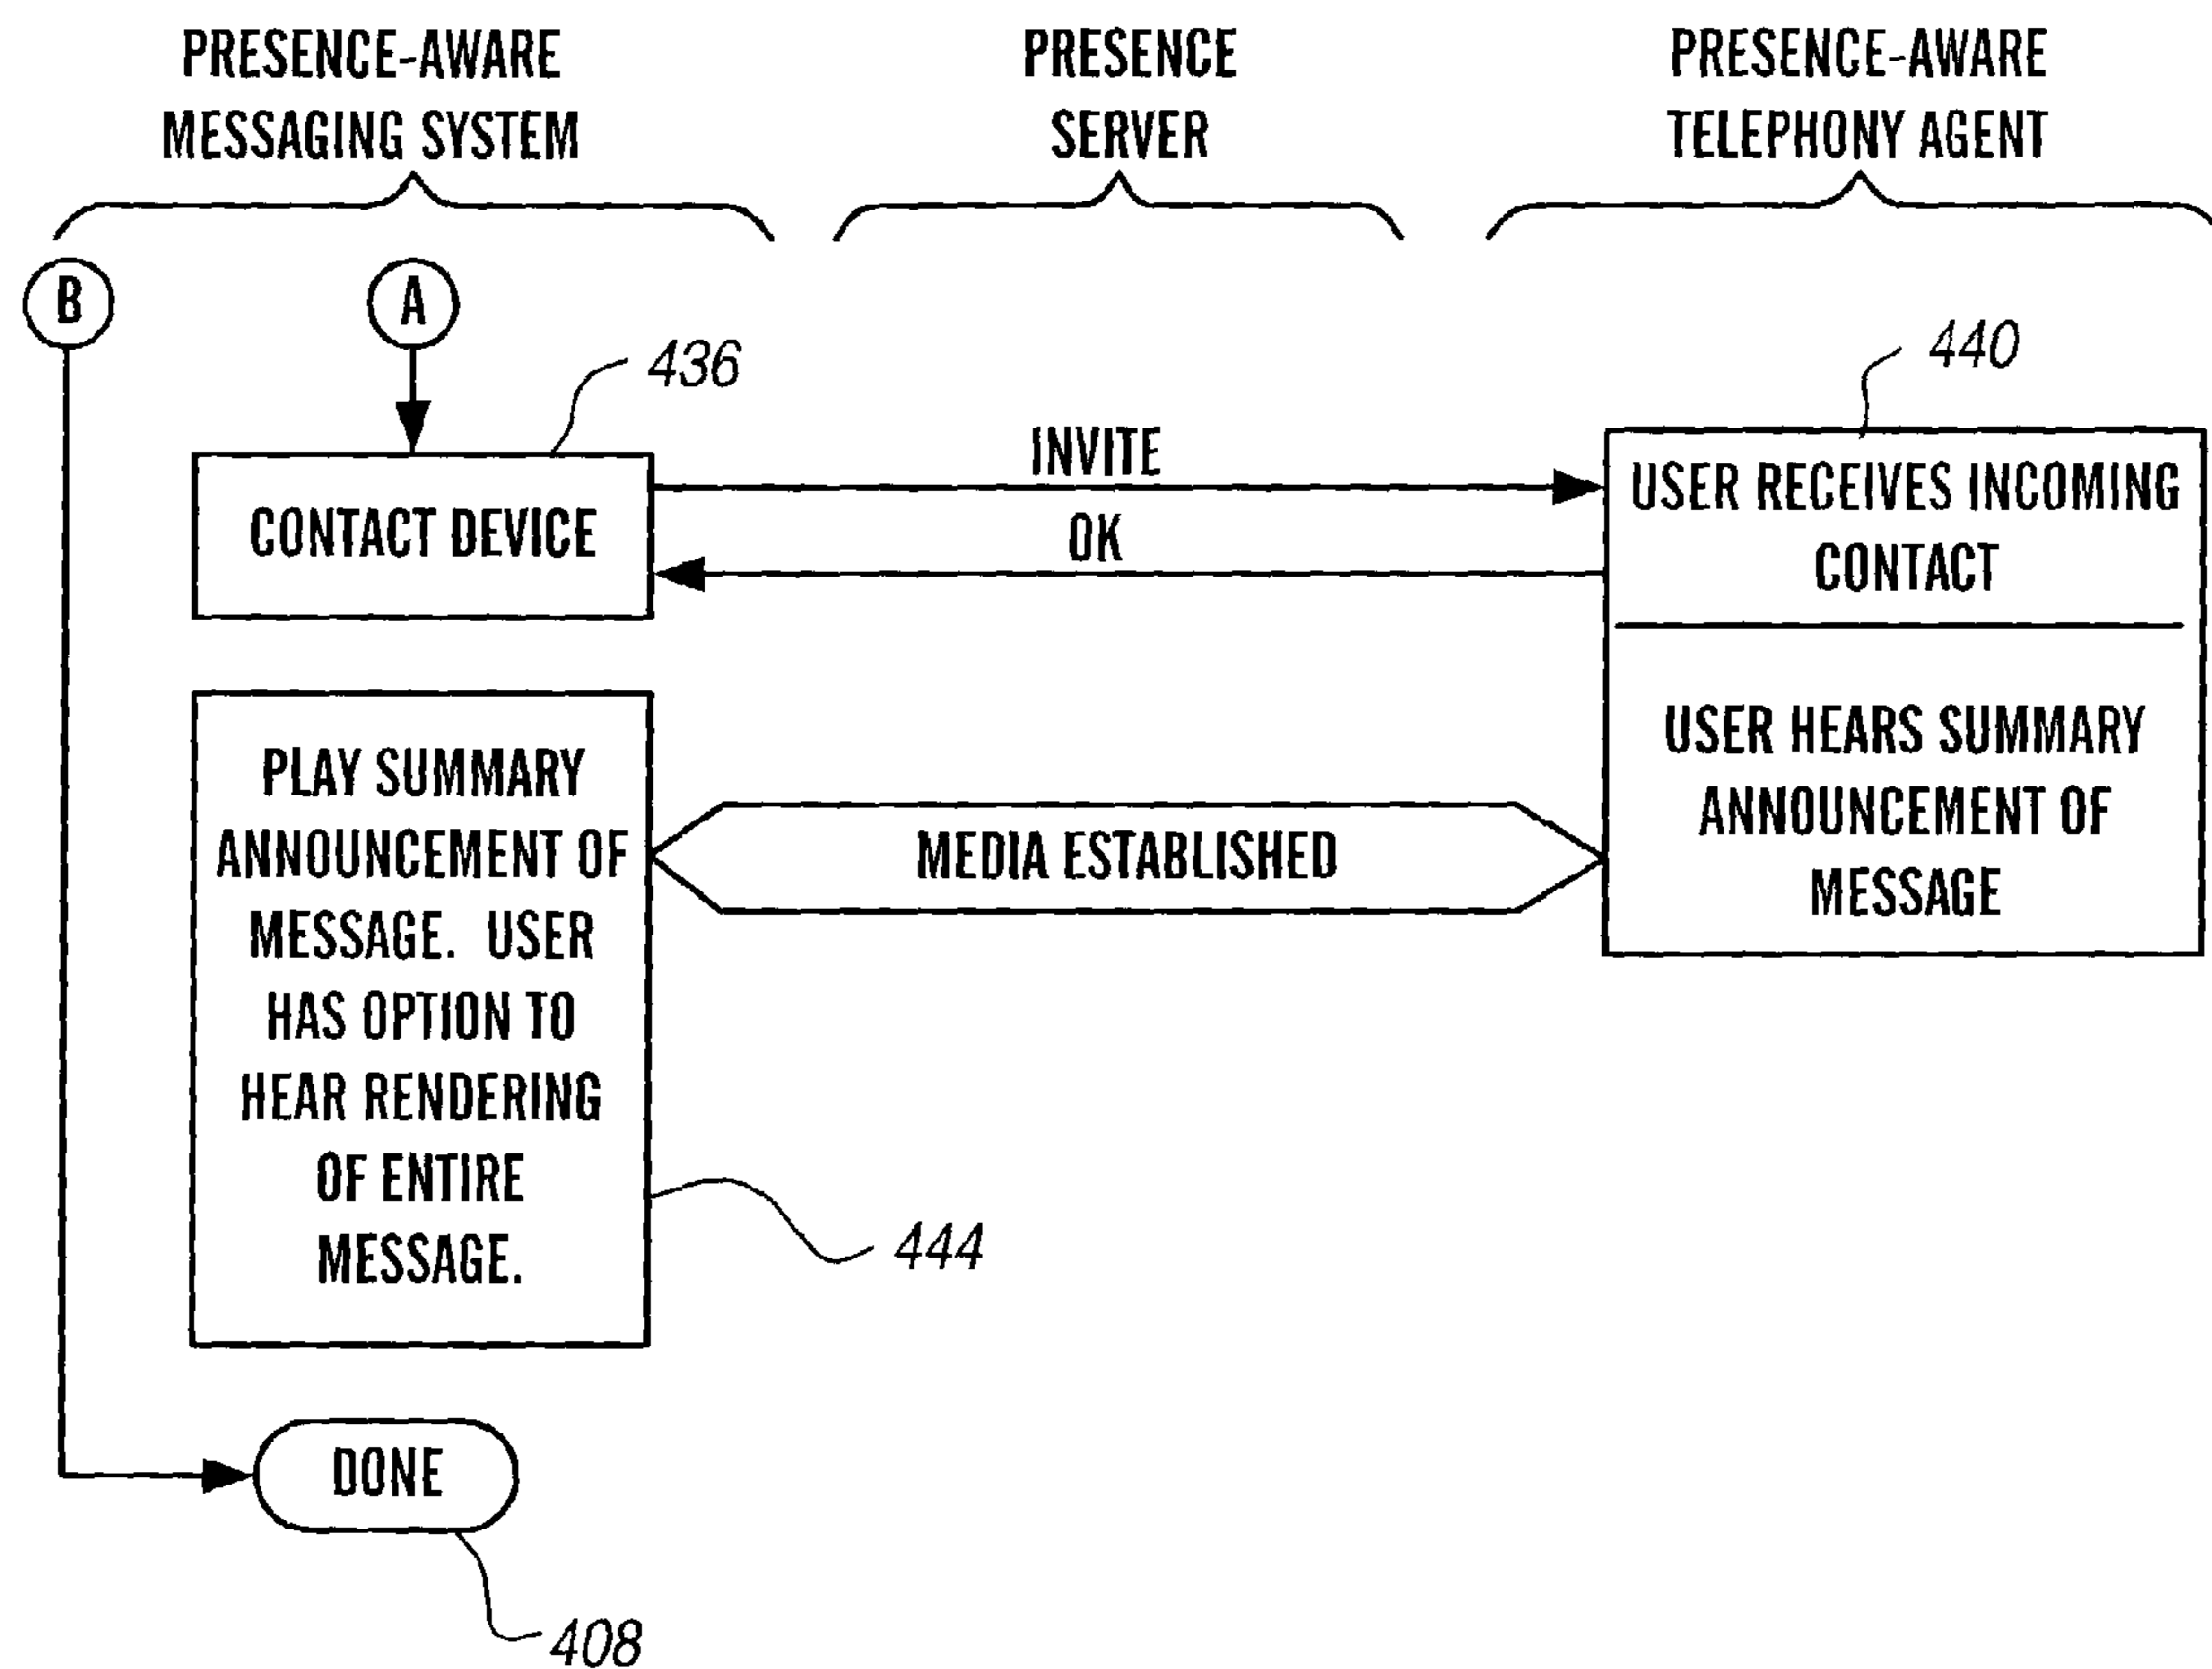 PRESENCE-AWARE
MESSAGING SYSTEM
PRESENCE
SERVER
PRESENCE-AWARE
TELEPHONY AGENT
B
A
436
440
CONTACT DEVICE
INVITE
OK
USER RECEIVES INCOMING
CONTACT
USER HEARS SUMMARY
ANNOUNCEMENT OF
MESSAGE
PLAY SUMMARY
ANNOUNCEMENT OF
MESSAGE. USER
HAS OPTION TO
HEAR RENDERING
OF ENTIRE
MESSAGE.
MEDIA ESTABLISHED
444
DONE
408